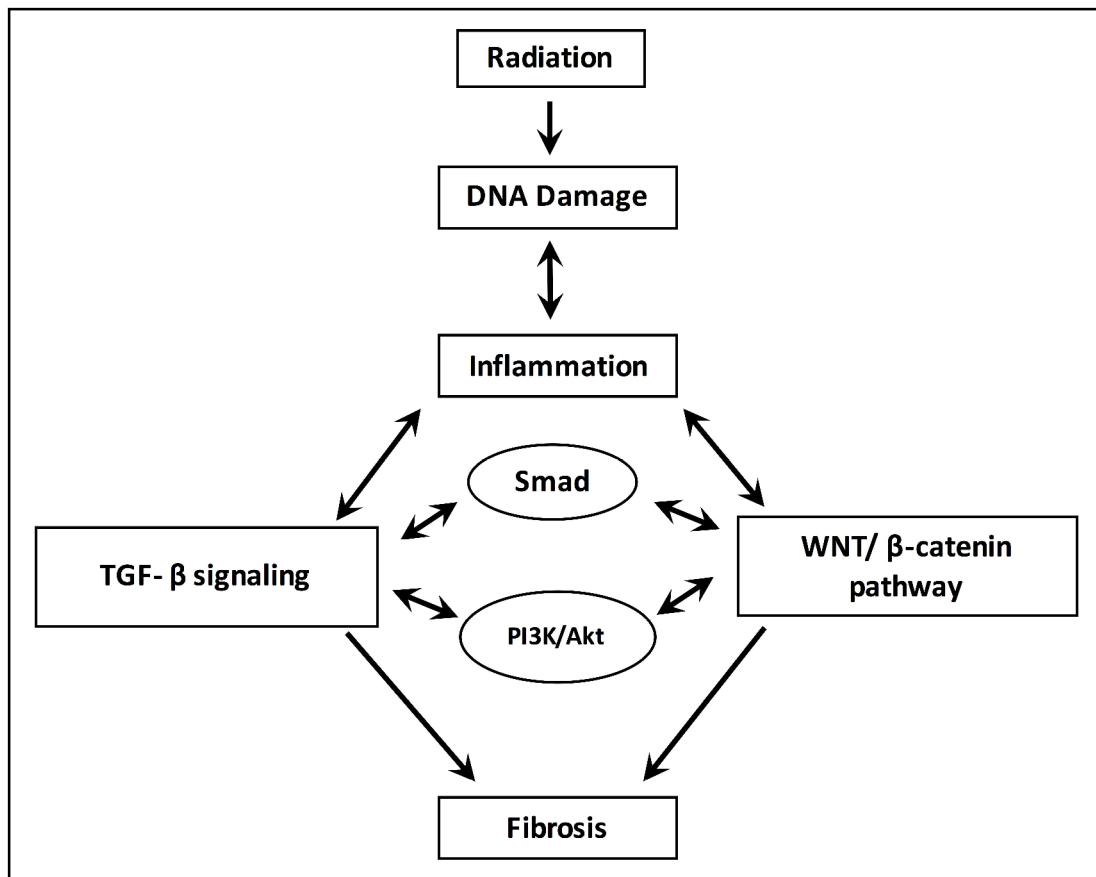 Radiation
DNA Damage
Inflammation
Smad
TGF- β signaling
WNT/ β-catenin
pathway
PI3K/Akt
Fibrosis